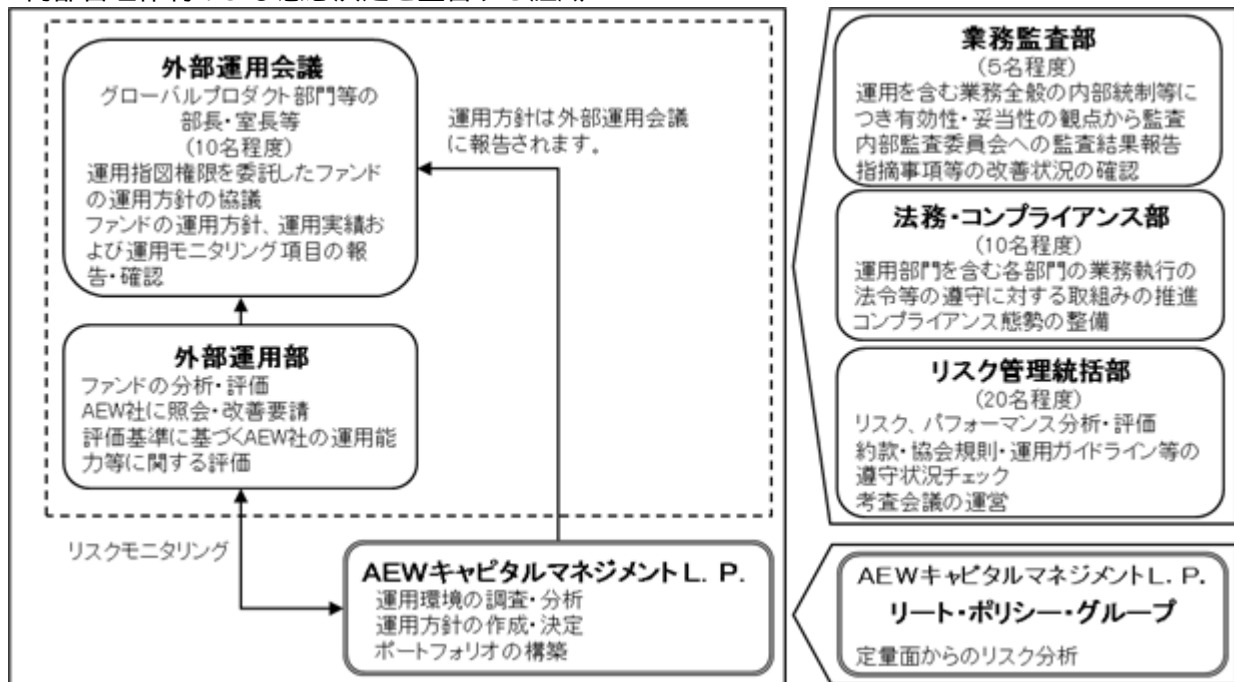 外部運用会議
グローバルプロダクト部門等の
部長・室長等
(10名程度)
運用指図権限を委託したファンド
の運用方針の協議
ファンドの運用方針、運用実績お
よび運用モニタリング項目の報
告・確認
運用方針は外部運用会議
に報告されます。
外部運用部
ファンドの分析・評価
AEW社に照会・改善要請
評価基準に基づくAEW社の運用能
力等に関する評価
リスクモニタリング
AEWキャピタルマネジメントL. P.
運用環境の調査・分析
運用方針の作成・決定
ポートフォリオの構築
業務監査部
(5名程度)
運用を含む業務全般の内部統制等に
つき有効性・妥当性の観点から監査
内部監査委員会への監査結果報告
指摘事項等の改善状況の確認
法務・コンプライアンス部
(10名程度)
運用部門を含む各部門の業務執行の
法令等の遵守に対する取組みの推進
コンプライアンス態勢の整備
リスク管理統括部
(20名程度)
リスク、パフォーマンス分析・評価
約款・協会規則・運用ガイドライン等の
遵守状況チェック
考査会議の運営
AEWキャピタルマネジメントL. P.
リート・ポリシー・グループ
定量面からのリスク分析